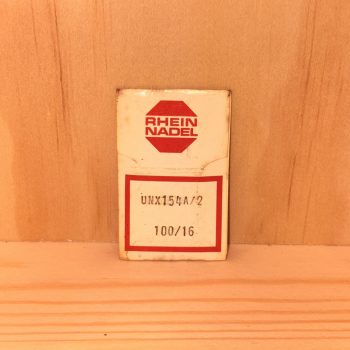 RHEIN
NADEL
UNX154A/2
100/16